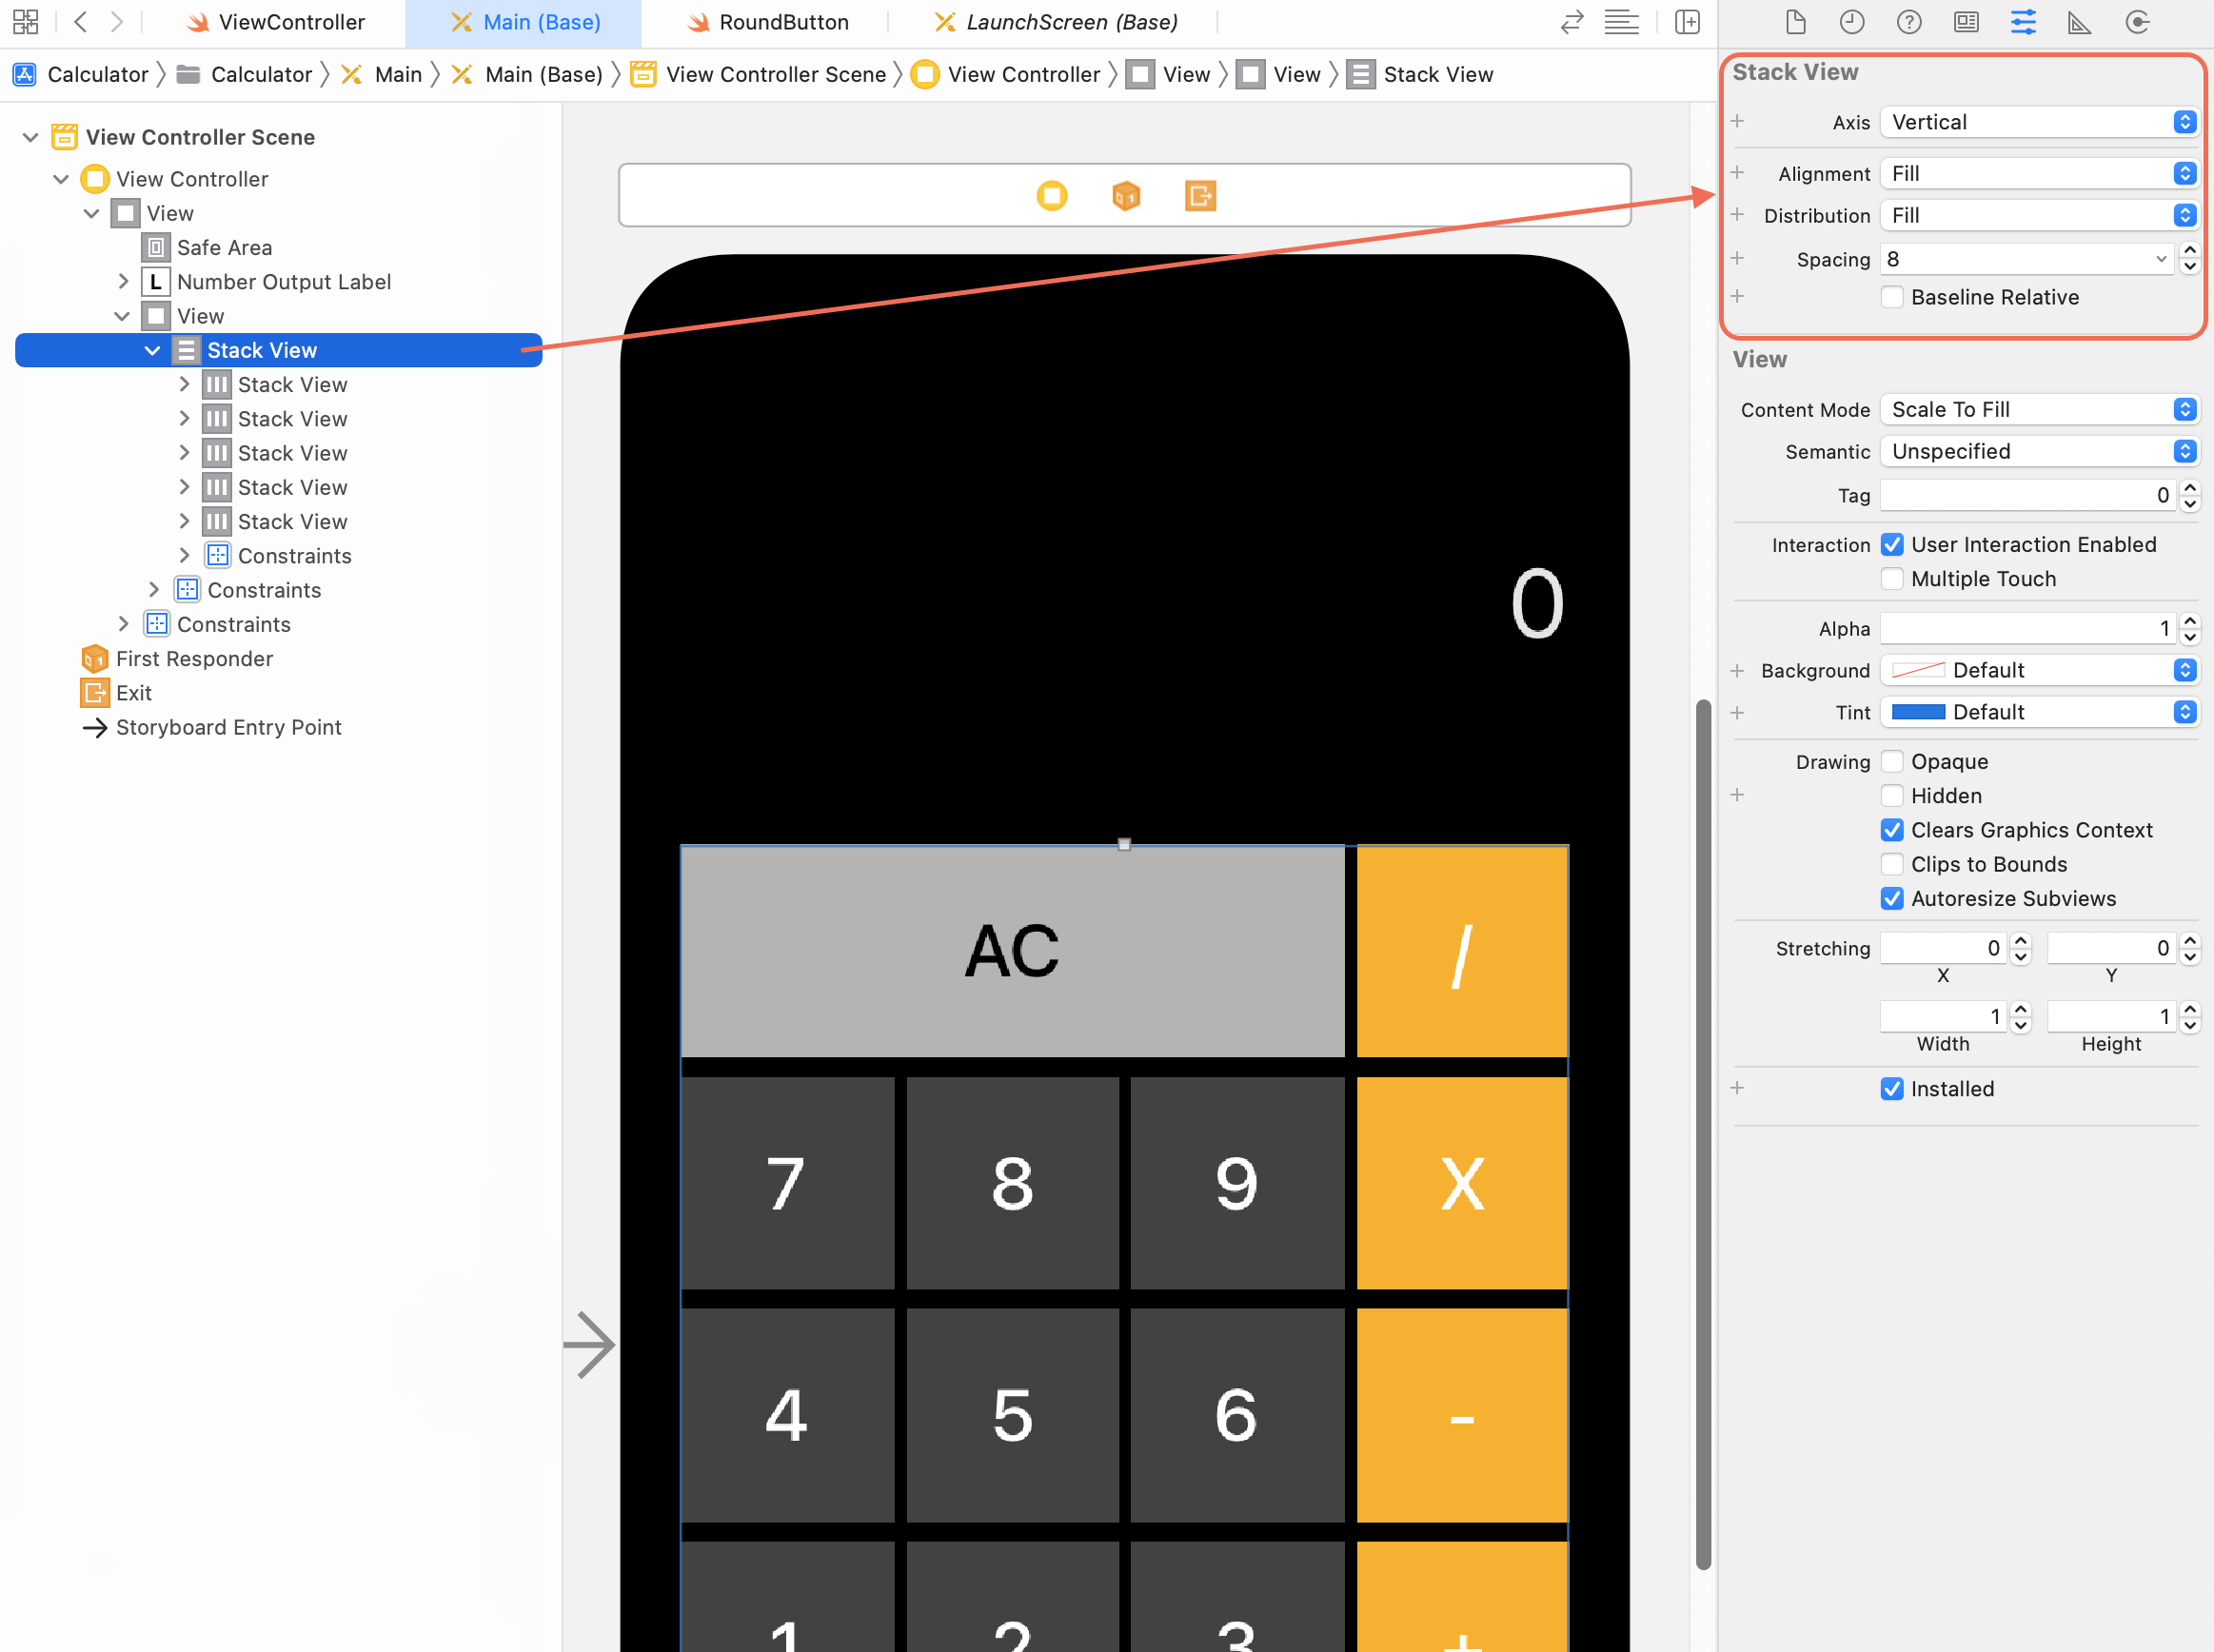 ViewController
Main (Base)
RoundButton
LaunchScreen (Base)
Calculator
Calculator
Main
Main (Base)
View Controller Scene
View Controller
View
View
Stack View
View Controller Scene
View Controller
View
Safe Area
L Number Output Label
View
Stack View
Stack View
Stack View
Stack View
Stack View
Stack View
Constraints
Constraints
Constraints
First Responder
Exit
Storyboard Entry Point
0
AC
/
7
8
9
X
4
5
6
-
1
2
3
+
Stack View
Axis Vertical
Alignment Fill
Distribution Fill
Spacing 8
Baseline Relative
View
Content Mode Scale To Fill
Semantic Unspecified
Tag 0
Interaction User Interaction Enabled
Multiple Touch
Alpha 1
Background Default
Tint Default
Drawing Opaque
Hidden
Clears Graphics Context
Clips to Bounds
Autoresize Subviews
Stretching 0 0
X Y
1 1
Width Height
Installed